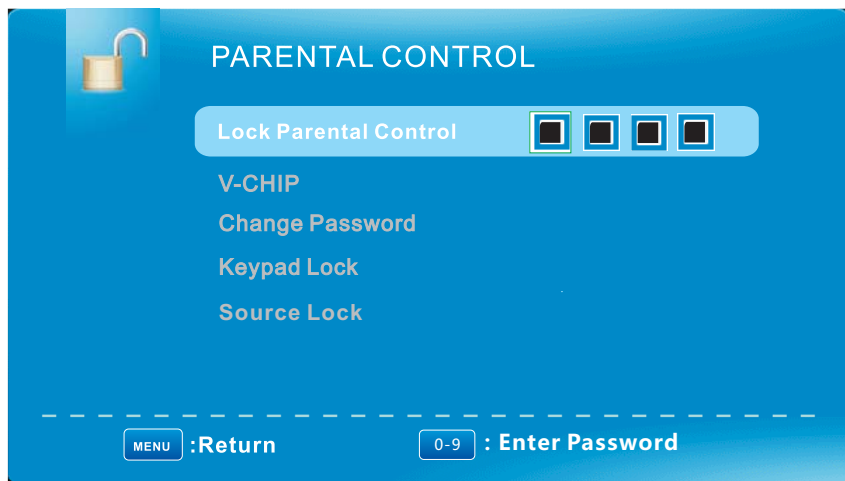 PARENTAL CONTROL
Lock Parental Control
V-CHIP
Change Password
Keypad Lock
Source Lock
MENU :Return 0-9 : Enter Password